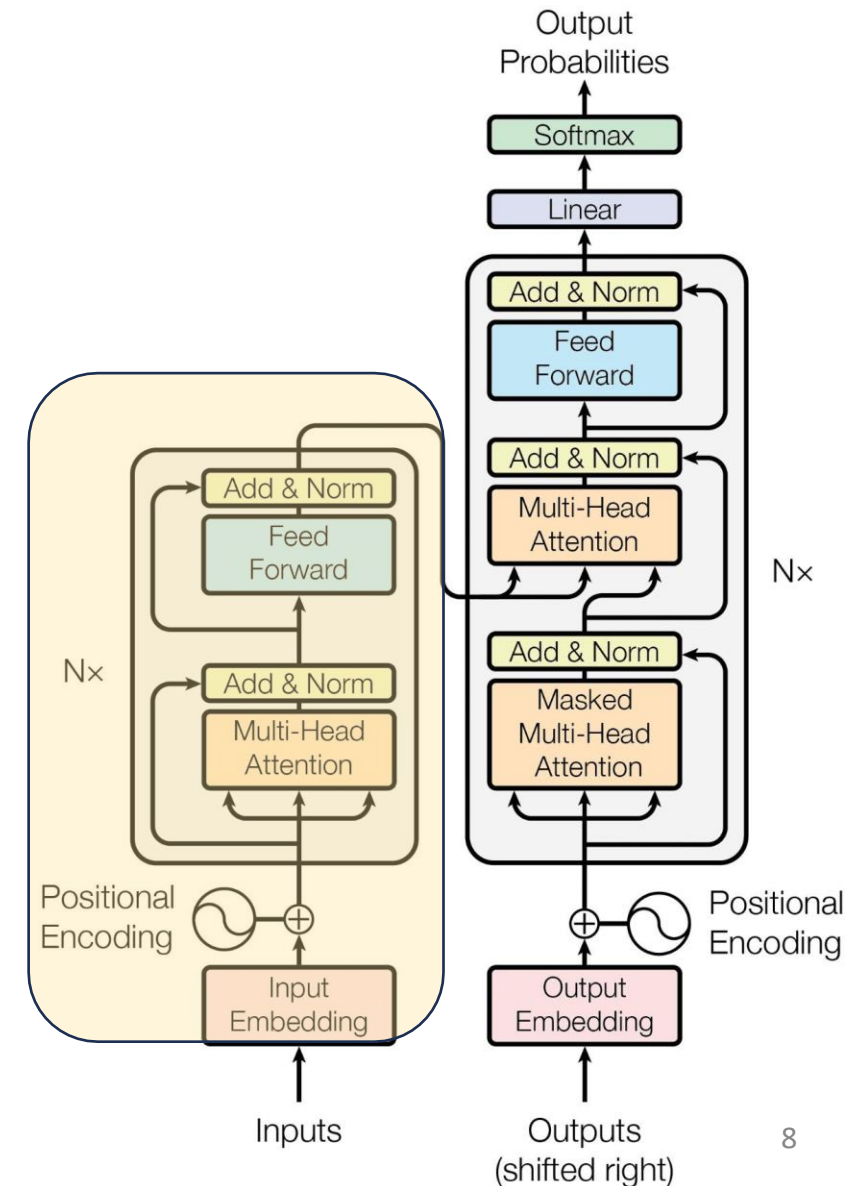 Output
Probabilities
Softmax
Linear
Add & Norm
Feed
Forward
Add & Norm
Multi-Head
Attention
Nx
Add & Norm
Masked
Multi-Head
Attention
Positional
Encoding
Output
Embedding
Outputs
(shifted right)
Add & Norm
Feed
Forward
Nx
Add & Norm
Multi-Head
Attention
Positional
Encoding
Input
Embedding
Inputs
8